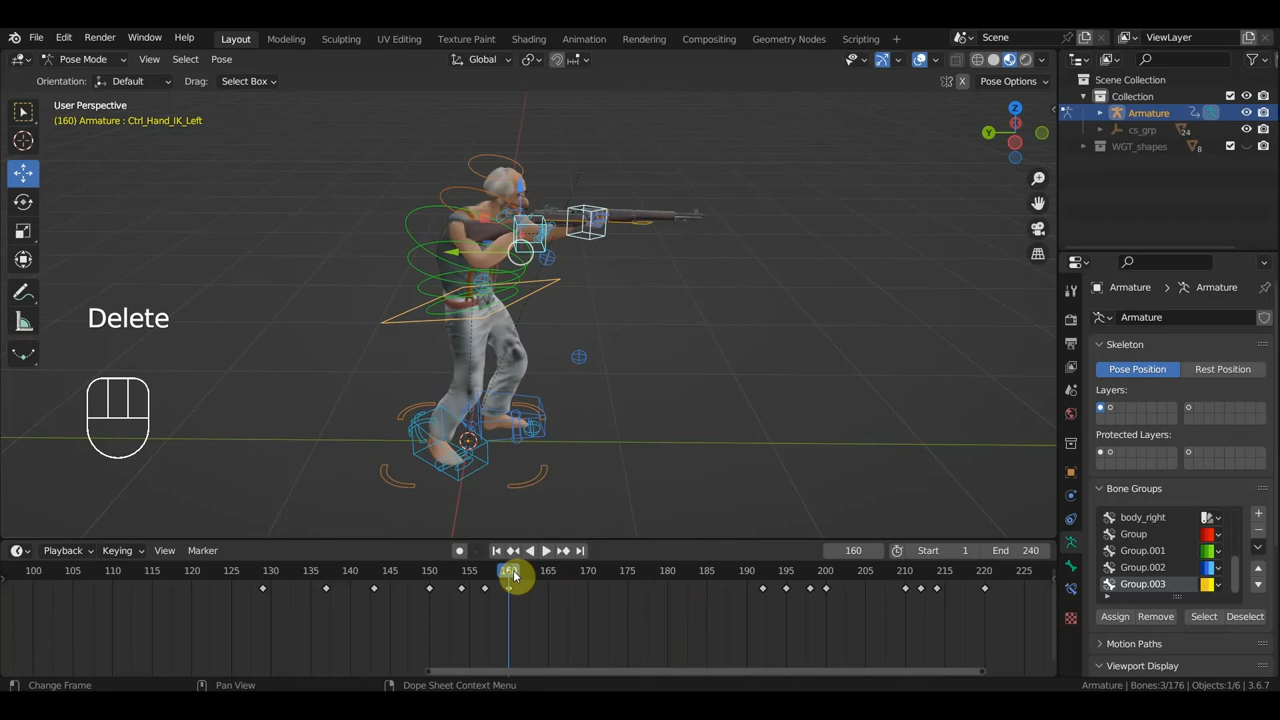 File Edit Render Window Help Layout Modeling Sculpting UV Editing Texture Paint Shading Animation Rendering Compositing Geometry Nodes Scripting + Scene ViewLayer
Pose Mode View Select Pose Global
Orientation: Default Drag: Select Box X Pose Options
Scene Collection
Collection
Armature
cs_grp 24
WGT_shapes 8
User Perspective
(160) Armature : Ctrl_Hand_IK_Left
Z
Y
X
Delete
Armature Armature
Armature
Skeleton
Pose Position Rest Position
Layers:
Protected Layers:
Bone Groups
body_right
Group
Group.001
Group.002
Group.003
Assign Remove Select Deselect
Motion Paths
Viewport Display
Playback Keying View Marker 160 Start 1 End 240
100 105 110 115 120 125 130 135 140 145 150 155 160 165 170 175 180 185 190 195 200 205 210 215 220 225
Change Frame Pan View Dope Sheet Context Menu Armature | Bones:3/176 | Objects:1/6 | 3.6.7